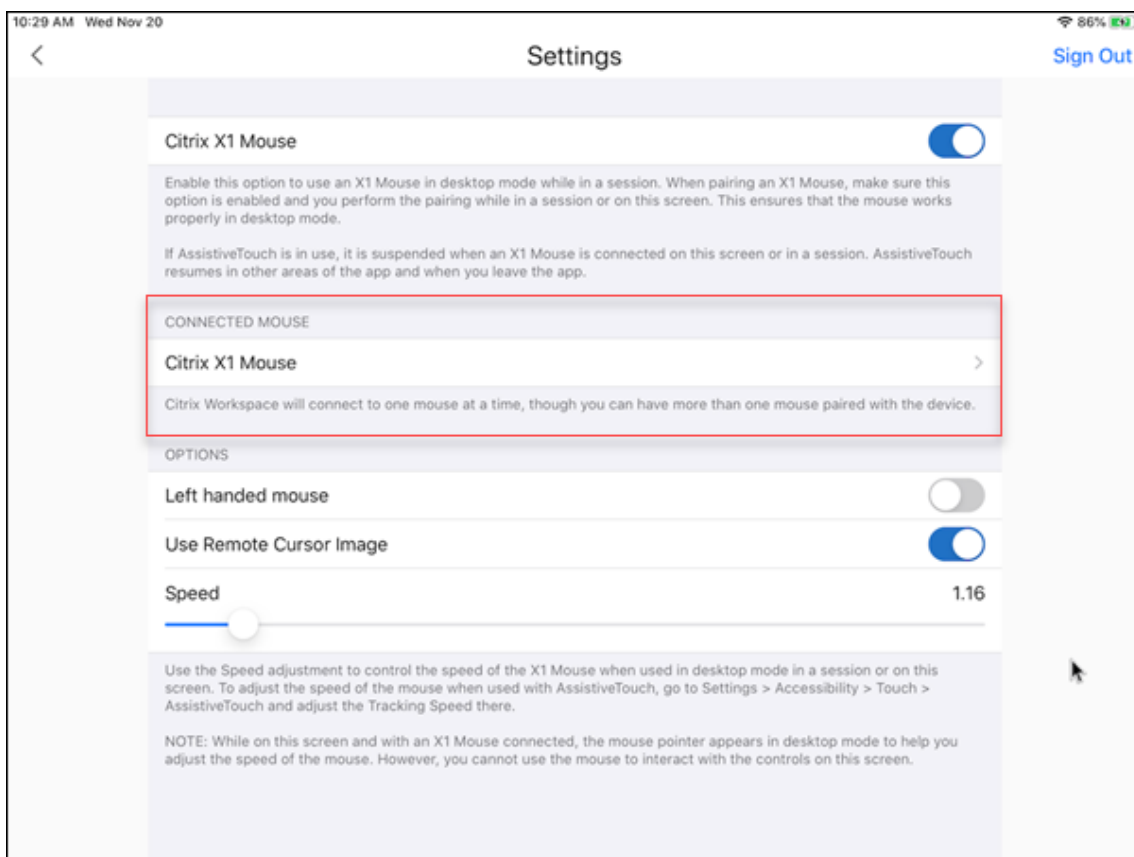 10:29 AM Wed Nov 20
86%
Settings
Sign Out
Citrix X1 Mouse
Enable this option to use an X1 Mouse in desktop mode while in a session. When pairing an X1 Mouse, make sure this
option is enabled and you perform the pairing while in a session or on this screen. This ensures that the mouse works
properly in desktop mode.
If AssistiveTouch is in use, it is suspended when an X1 Mouse is connected on this screen or in a session. AssistiveTouch
resumes in other areas of the app and when you leave the app.
CONNECTED MOUSE
Citrix X1 Mouse
Citrix Workspace will connect to one mouse at a time, though you can have more than one mouse paired with the device.
OPTIONS
Left handed mouse
Use Remote Cursor Image
Speed 1.16
Use the Speed adjustment to control the speed of the X1 Mouse when used in desktop mode in a session or on this
screen. To adjust the speed of the mouse when used with AssistiveTouch, go to Settings > Accessibility > Touch >
AssistiveTouch and adjust the Tracking Speed there.
NOTE: While on this screen and with an X1 Mouse connected, the mouse pointer appears in desktop mode to help you
adjust the speed of the mouse. However, you cannot use the mouse to interact with the controls on this screen.